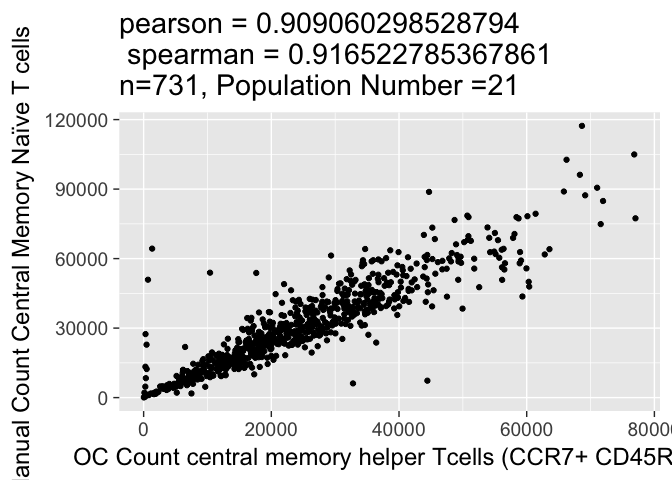 pearson = 0.909060298528794
spearman = 0.916522785367861
n=731, Population Number =21
anual Count Central Memory Naïve T cells
120000
90000
60000
30000
0
0
20000
40000
60000
80000
OC Count central memory helper Tcells (CCR7+ CD45R